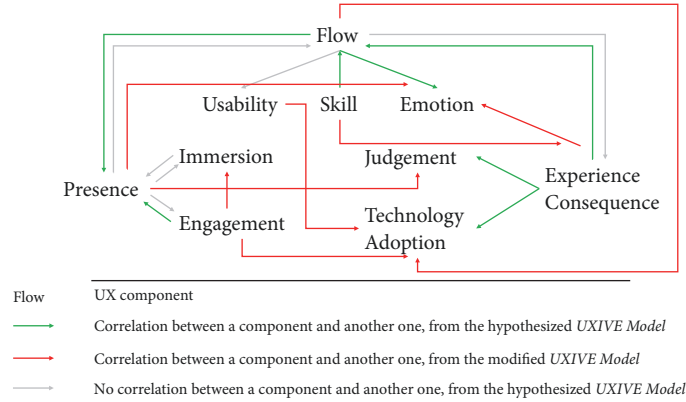 Flow
Usability Skill Emotion
Immersion Judgement
Presence Experience
Consequence
Engagement Technology
Adoption
Flow UX component
Correlation between a component and another one, from the hypothesized UXIVE Model
Correlation between a component and another one, from the modified UXIVE Model
No correlation between a component and another one, from the hypothesized UXIVE Model